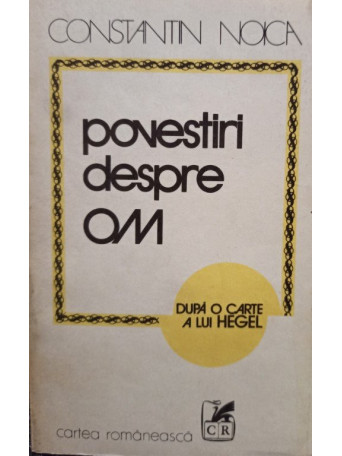 CONSTANTIN NOICA
povestiri
despre
OM
DUPĂ O CARTE
A LUI HEGEL
cartea românească
CR